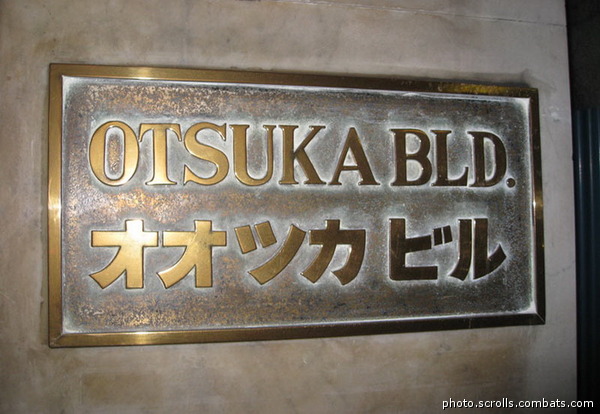 OTSUKA BLD.
オオツカ ビル
photo.scrolls.combats.com